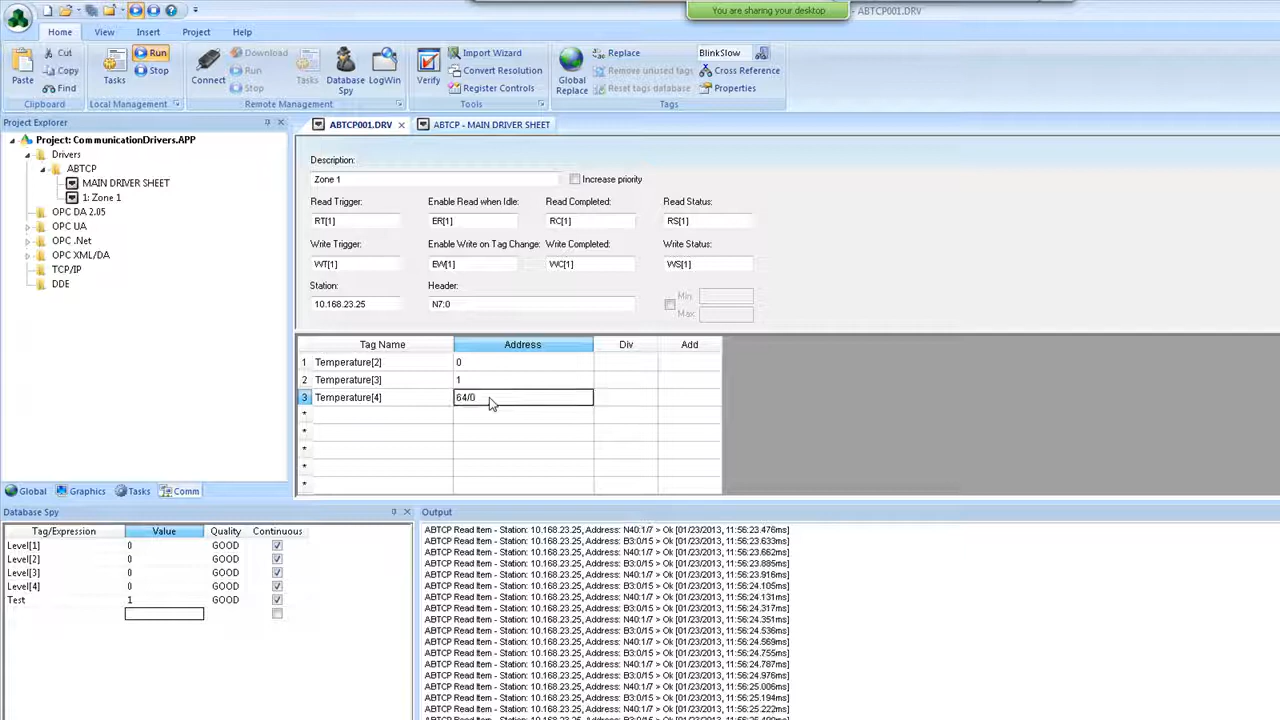 You are sharing your desktop
- ABTCP001.DRV
Home View Insert Project Help
Paste Cut Copy Find Clipboard
Tasks Run Stop Local Management
Connect Download Run Stop Tasks Database Spy LogWin Remote Management
Verify Import Wizard Convert Resolution Register Controls Tools
Global Replace Replace Remove unused tags Reset tags database BlinkSlow Cross Reference Properties Tags
Project Explorer
Project: CommunicationDrivers.APP
Drivers
ABTCP
MAIN DRIVER SHEET
1: Zone 1
OPC DA 2.05
OPC UA
OPC .Net
OPC XML/DA
TCP/IP
DDE
Global Graphics Tasks Comm
ABTCP001.DRV ABTCP - MAIN DRIVER SHEET
Description:
Zone 1 Increase priority
Read Trigger: Enable Read when Idle: Read Completed: Read Status:
RT[1] ER[1] RC[1] RS[1]
Write Trigger: Enable Write on Tag Change: Write Completed: Write Status:
WT[1] EW[1] WC[1] WS[1]
Station: Header:
10.168.23.25 N7:0
Min:
Max:
Tag Name Address Div Add
1 Temperature[2] 0
2 Temperature[3] 1
3 Temperature[4] 64/0
*
*
*
*
*
Database Spy
Tag/Expression Value Quality Continuous
Level[1] 0 GOOD
Level[2] 0 GOOD
Level[3] 0 GOOD
Level[4] 0 GOOD
Test 1 GOOD
Output
ABTCP Read Item - Station: 10.168.23.25, Address: N40:1/7 > Ok [01/23/2013, 11:56:23.476ms]
ABTCP Read Item - Station: 10.168.23.25, Address: B3:0/15 > Ok [01/23/2013, 11:56:23.633ms]
ABTCP Read Item - Station: 10.168.23.25, Address: N40:1/7 > Ok [01/23/2013, 11:56:23.662ms]
ABTCP Read Item - Station: 10.168.23.25, Address: B3:0/15 > Ok [01/23/2013, 11:56:23.885ms]
ABTCP Read Item - Station: 10.168.23.25, Address: N40:1/7 > Ok [01/23/2013, 11:56:23.916ms]
ABTCP Read Item - Station: 10.168.23.25, Address: B3:0/15 > Ok [01/23/2013, 11:56:24.105ms]
ABTCP Read Item - Station: 10.168.23.25, Address: N40:1/7 > Ok [01/23/2013, 11:56:24.131ms]
ABTCP Read Item - Station: 10.168.23.25, Address: B3:0/15 > Ok [01/23/2013, 11:56:24.317ms]
ABTCP Read Item - Station: 10.168.23.25, Address: N40:1/7 > Ok [01/23/2013, 11:56:24.351ms]
ABTCP Read Item - Station: 10.168.23.25, Address: B3:0/15 > Ok [01/23/2013, 11:56:24.536ms]
ABTCP Read Item - Station: 10.168.23.25, Address: N40:1/7 > Ok [01/23/2013, 11:56:24.569ms]
ABTCP Read Item - Station: 10.168.23.25, Address: B3:0/15 > Ok [01/23/2013, 11:56:24.755ms]
ABTCP Read Item - Station: 10.168.23.25, Address: N40:1/7 > Ok [01/23/2013, 11:56:24.787ms]
ABTCP Read Item - Station: 10.168.23.25, Address: B3:0/15 > Ok [01/23/2013, 11:56:24.976ms]
ABTCP Read Item - Station: 10.168.23.25, Address: N40:1/7 > Ok [01/23/2013, 11:56:25.006ms]
ABTCP Read Item - Station: 10.168.23.25, Address: B3:0/15 > Ok [01/23/2013, 11:56:25.194ms]
ABTCP Read Item - Station: 10.168.23.25, Address: N40:1/7 > Ok [01/23/2013, 11:56:25.222ms]